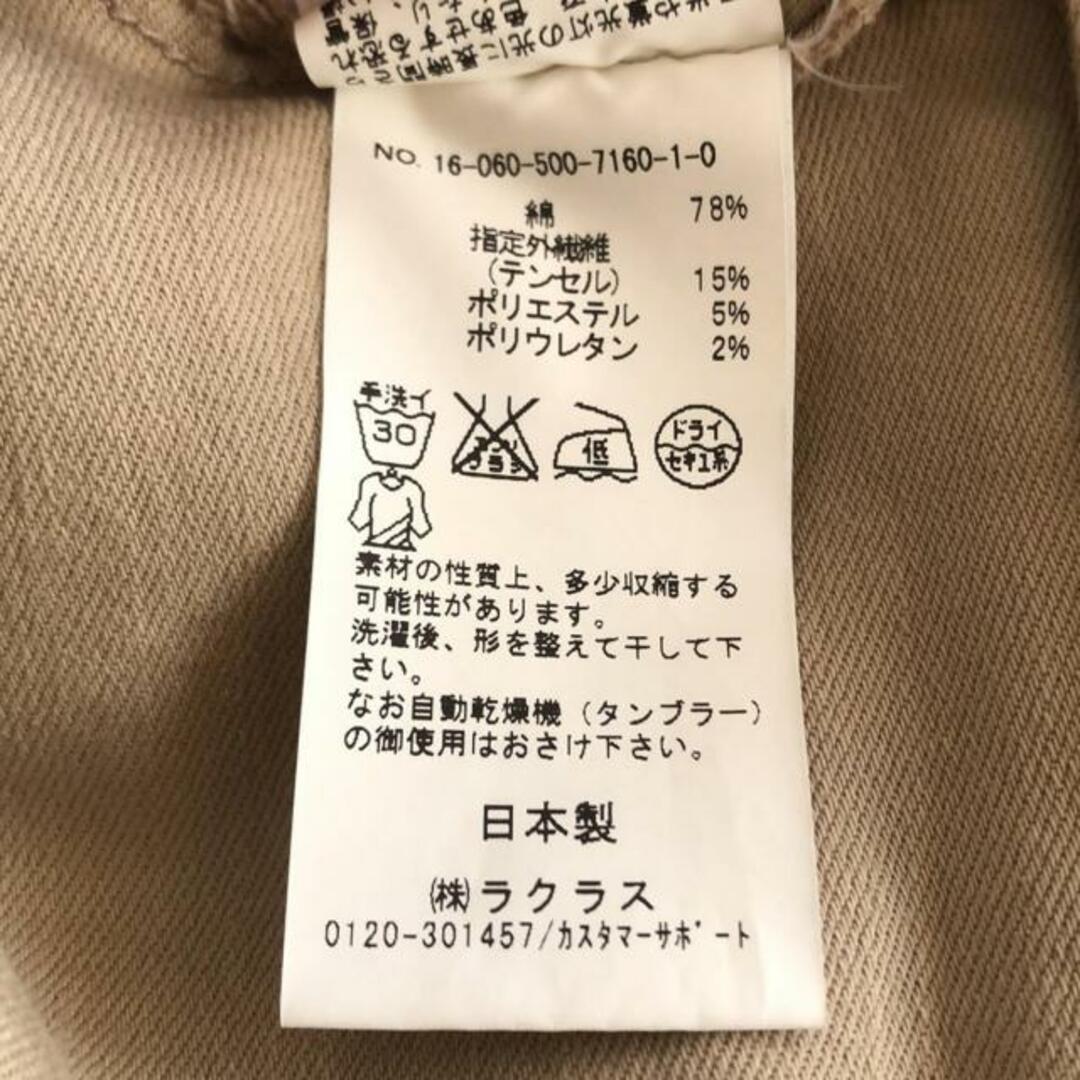 NO. 16-060-500-7160-1-0
綿 78%
指定外繊維
(テンセル) 15%
ポリエステル 5%
ポリウレタン 2%
手洗イ
30
エンソ
サラシ
低
ドライ
セキユ系
素材の性質上、多少収縮する
可能性があります。
洗濯後、形を整えて干して下
さい。
なお自動乾燥機(タンブラー)
の御使用はおさけ下さい。
日本製
㈱ラクラス
0120-301457/カスタマーサポート